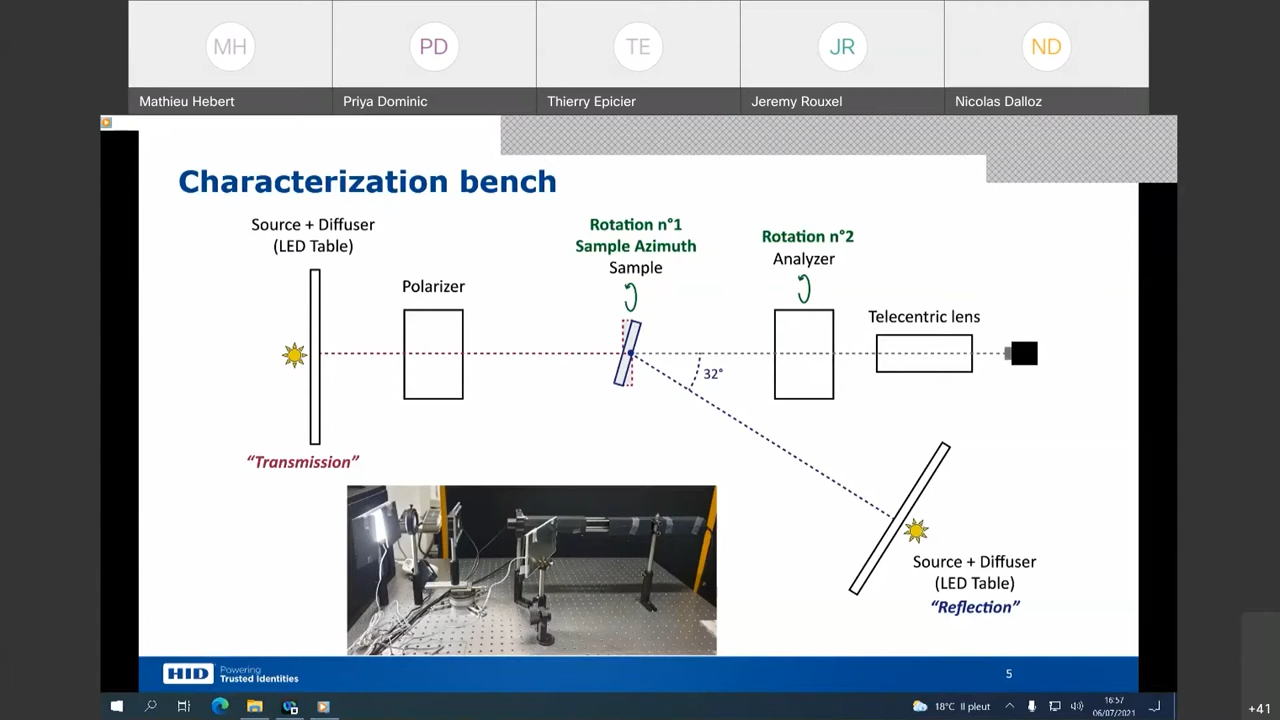 MH
PD
TE
JR
ND
Mathieu Hebert
Priya Dominic
Thierry Epicier
Jeremy Rouxel
Nicolas Dalloz
Characterization bench
Source + Diffuser
(LED Table)
Polarizer
Rotation n°1
Sample Azimuth
Sample
Rotation n°2
Analyzer
Telecentric lens
32°
“Transmission”
Source + Diffuser
(LED Table)
“Reflection”
HID
Powering
Trusted Identities
5
18°C Il pleut
16:57
06/07/2021
+41